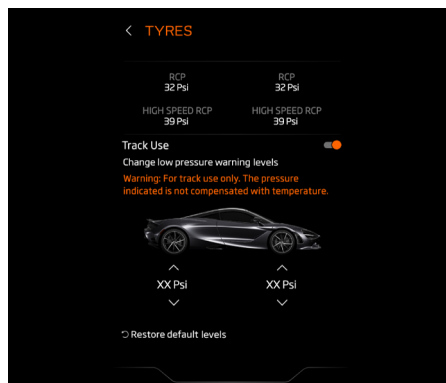 TYRES
RCP RCP
32 Psi 32 Psi
HIGH SPEED RCP HIGH SPEED RCP
39 Psi 39 Psi
Track Use
Change low pressure warning levels
Warning: For track use only. The pressure
indicated is not compensated with temperature.
XX Psi XX Psi
Restore default levels